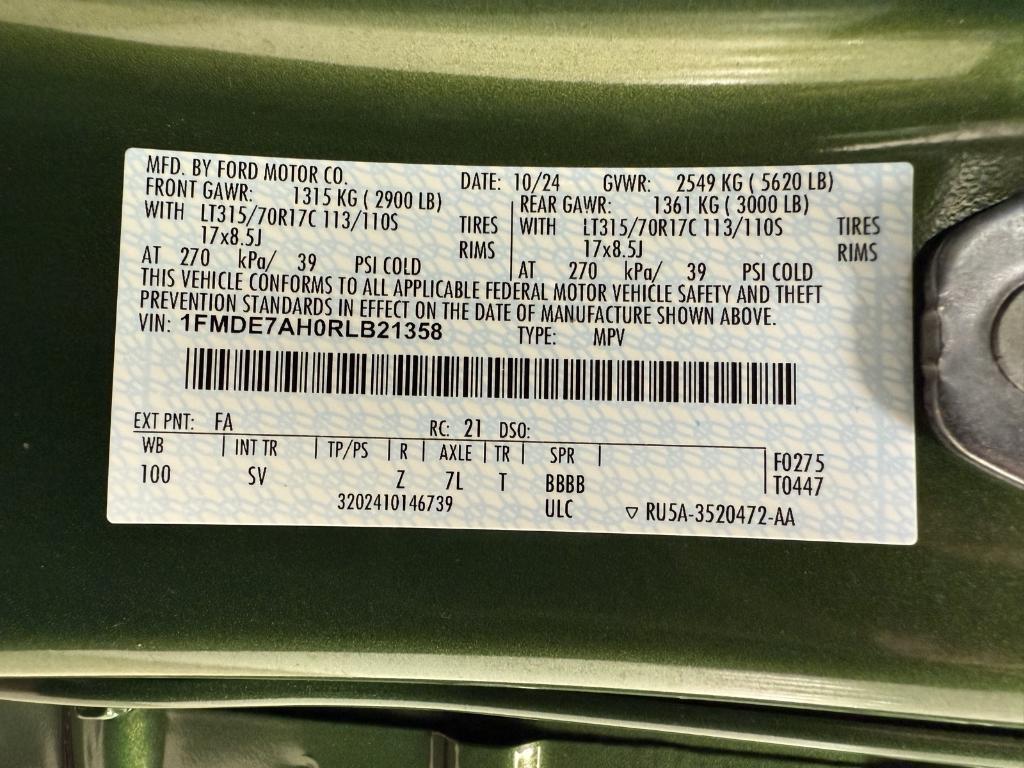 MFD. BY FORD MOTOR CO. DATE: 10/24 GVWR: 2549 KG ( 5620 LB)
FRONT GAWR: 1315 KG ( 2900 LB) REAR GAWR: 1361 KG ( 3000 LB)
WITH LT315/70R17C 113/110S TIRES WITH LT315/70R17C 113/110S TIRES
17x8.5J RIMS 17x8.5J RIMS
AT 270 kPa/ 39 PSI COLD AT 270 kPa/ 39 PSI COLD
THIS VEHICLE CONFORMS TO ALL APPLICABLE FEDERAL MOTOR VEHICLE SAFETY AND THEFT
PREVENTION STANDARDS IN EFFECT ON THE DATE OF MANUFACTURE SHOWN ABOVE.
VIN: 1FMDE7AH0RLB21358 TYPE: MPV
EXT PNT: FA RC: 21 DSO:
WB INT TR TP/PS R AXLE TR SPR F0275
100 SV Z 7L T BBBB T0447
3202410146739 ULC ▽ RU5A-3520472-AA